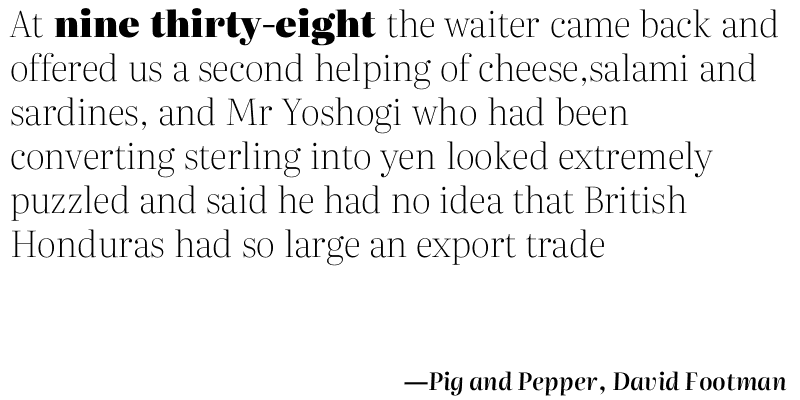 At nine thirty-eight the waiter came back and
offered us a second helping of cheese,salami and
sardines, and Mr Yoshogi who had been
converting sterling into yen looked extremely
puzzled and said he had no idea that British
Honduras had so large an export trade
—Pig and Pepper, David Footman